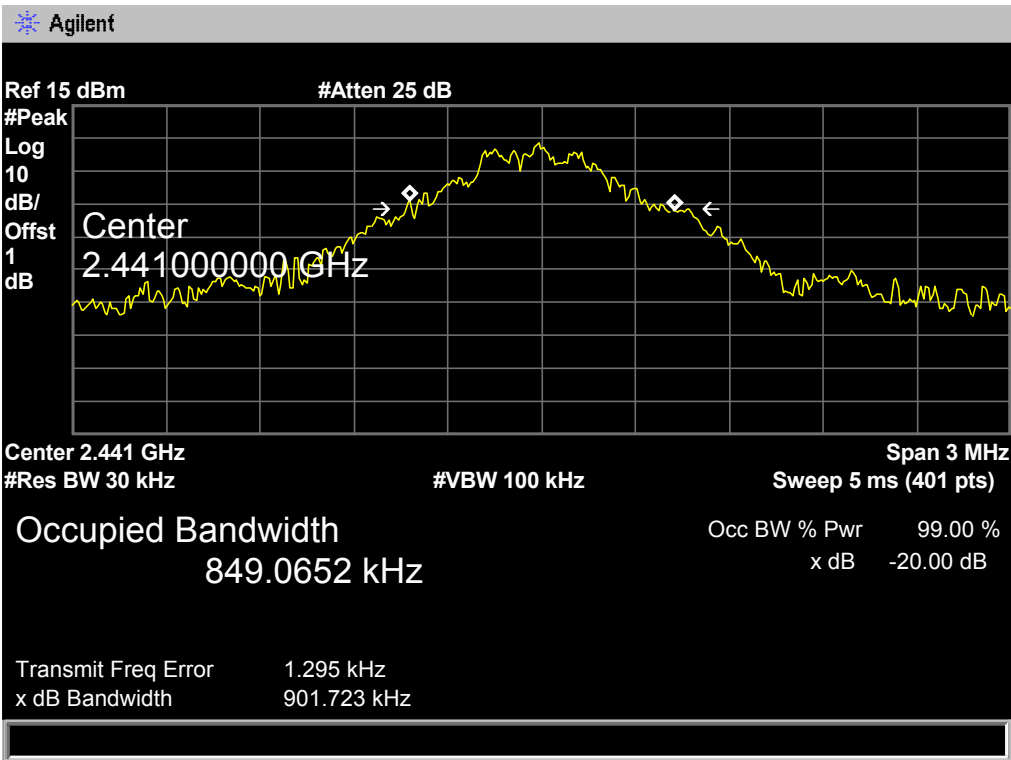 Agilent
Ref 15 dBm #Atten 25 dB
#Peak
Log
10
dB/
Offst
1
dB
Center
2.441000000 GHz
Center 2.441 GHz Span 3 MHz
#Res BW 30 kHz #VBW 100 kHz Sweep 5 ms (401 pts)
Occupied Bandwidth Occ BW % Pwr 99.00 %
849.0652 kHz x dB -20.00 dB
Transmit Freq Error 1.295 kHz
x dB Bandwidth 901.723 kHz